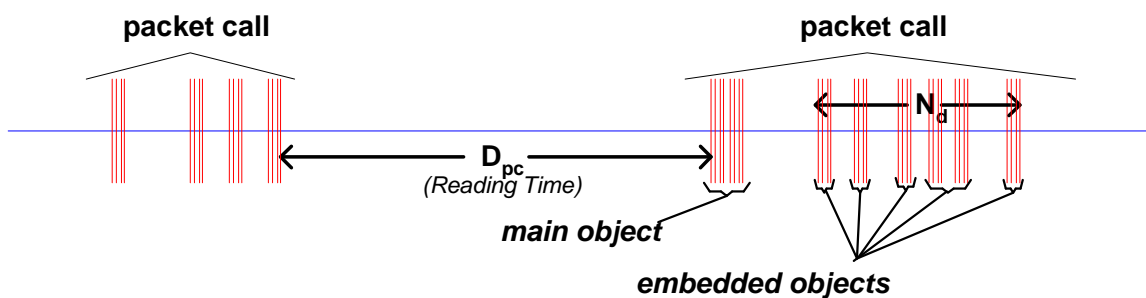 packet call
packet call
N_d
D_pc
(Reading Time)
main object
embedded objects